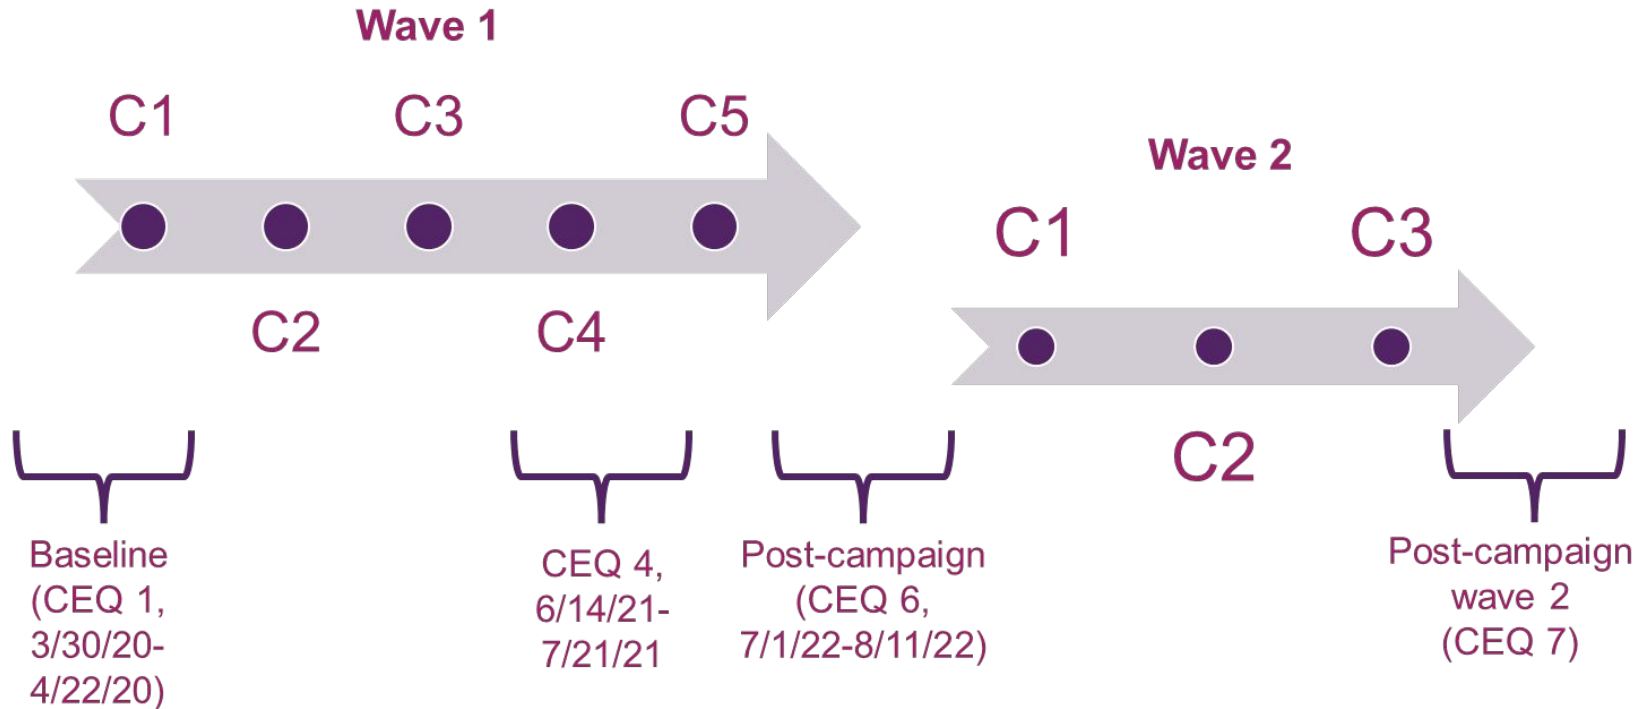 Wave 1
C1
C3
C5
C2
C4
Wave 2
C1
C3
C2
Baseline
(CEQ 1,
3/30/20-
4/22/20)
CEQ 4,
6/14/21-
7/21/21
Post-campaign
(CEQ 6,
7/1/22-8/11/22)
Post-campaign
wave 2
(CEQ 7)